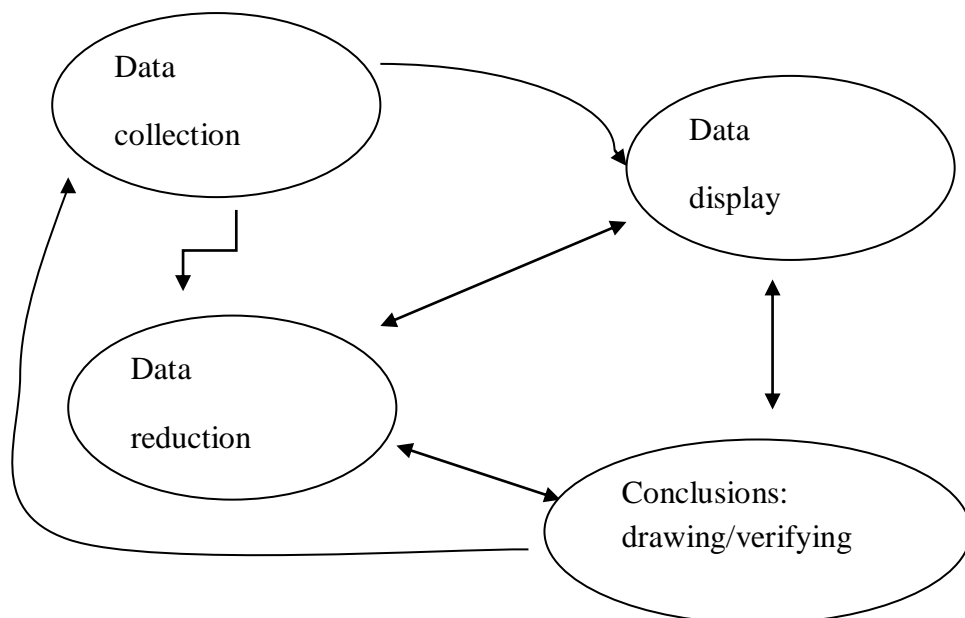 Data
collection
Data
display
Data
reduction
Conclusions:
drawing/verifying